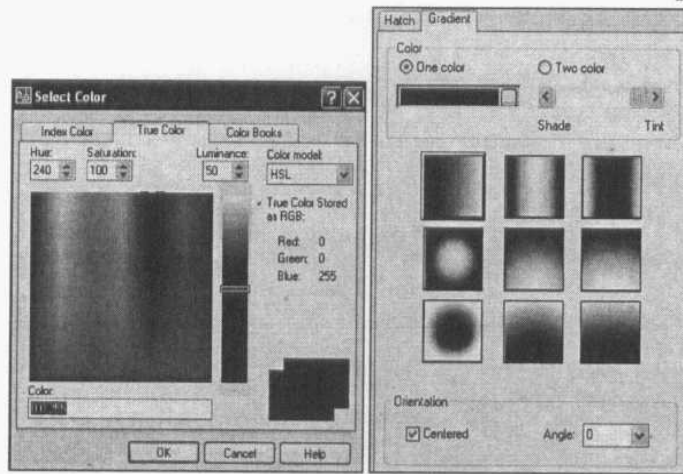 Select Color
Index Color
True Color
Color Books
Hue:
Saturation:
Luminance:
Color model:
240
100
50
HSL
True Color Stored
as RGB:
Red: 0
Green: 0
Blue: 255
Color:
OK
Cancel
Help
Hatch
Gradient
Color
One color
Two color
Shade
Tint
Orientation
Centered
Angle:
0